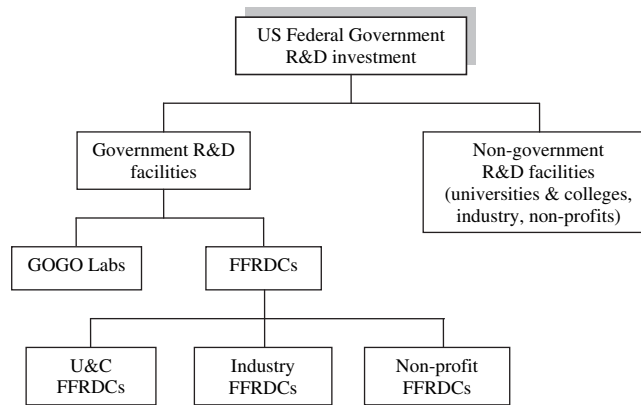 US Federal Government
R&D investment
Government R&D
facilities
Non-government
R&D facilities
(universities & colleges,
industry, non-profits)
GOGO Labs
FFRDCs
U&C
FFRDCs
Industry
FFRDCs
Non-profit
FFRDCs